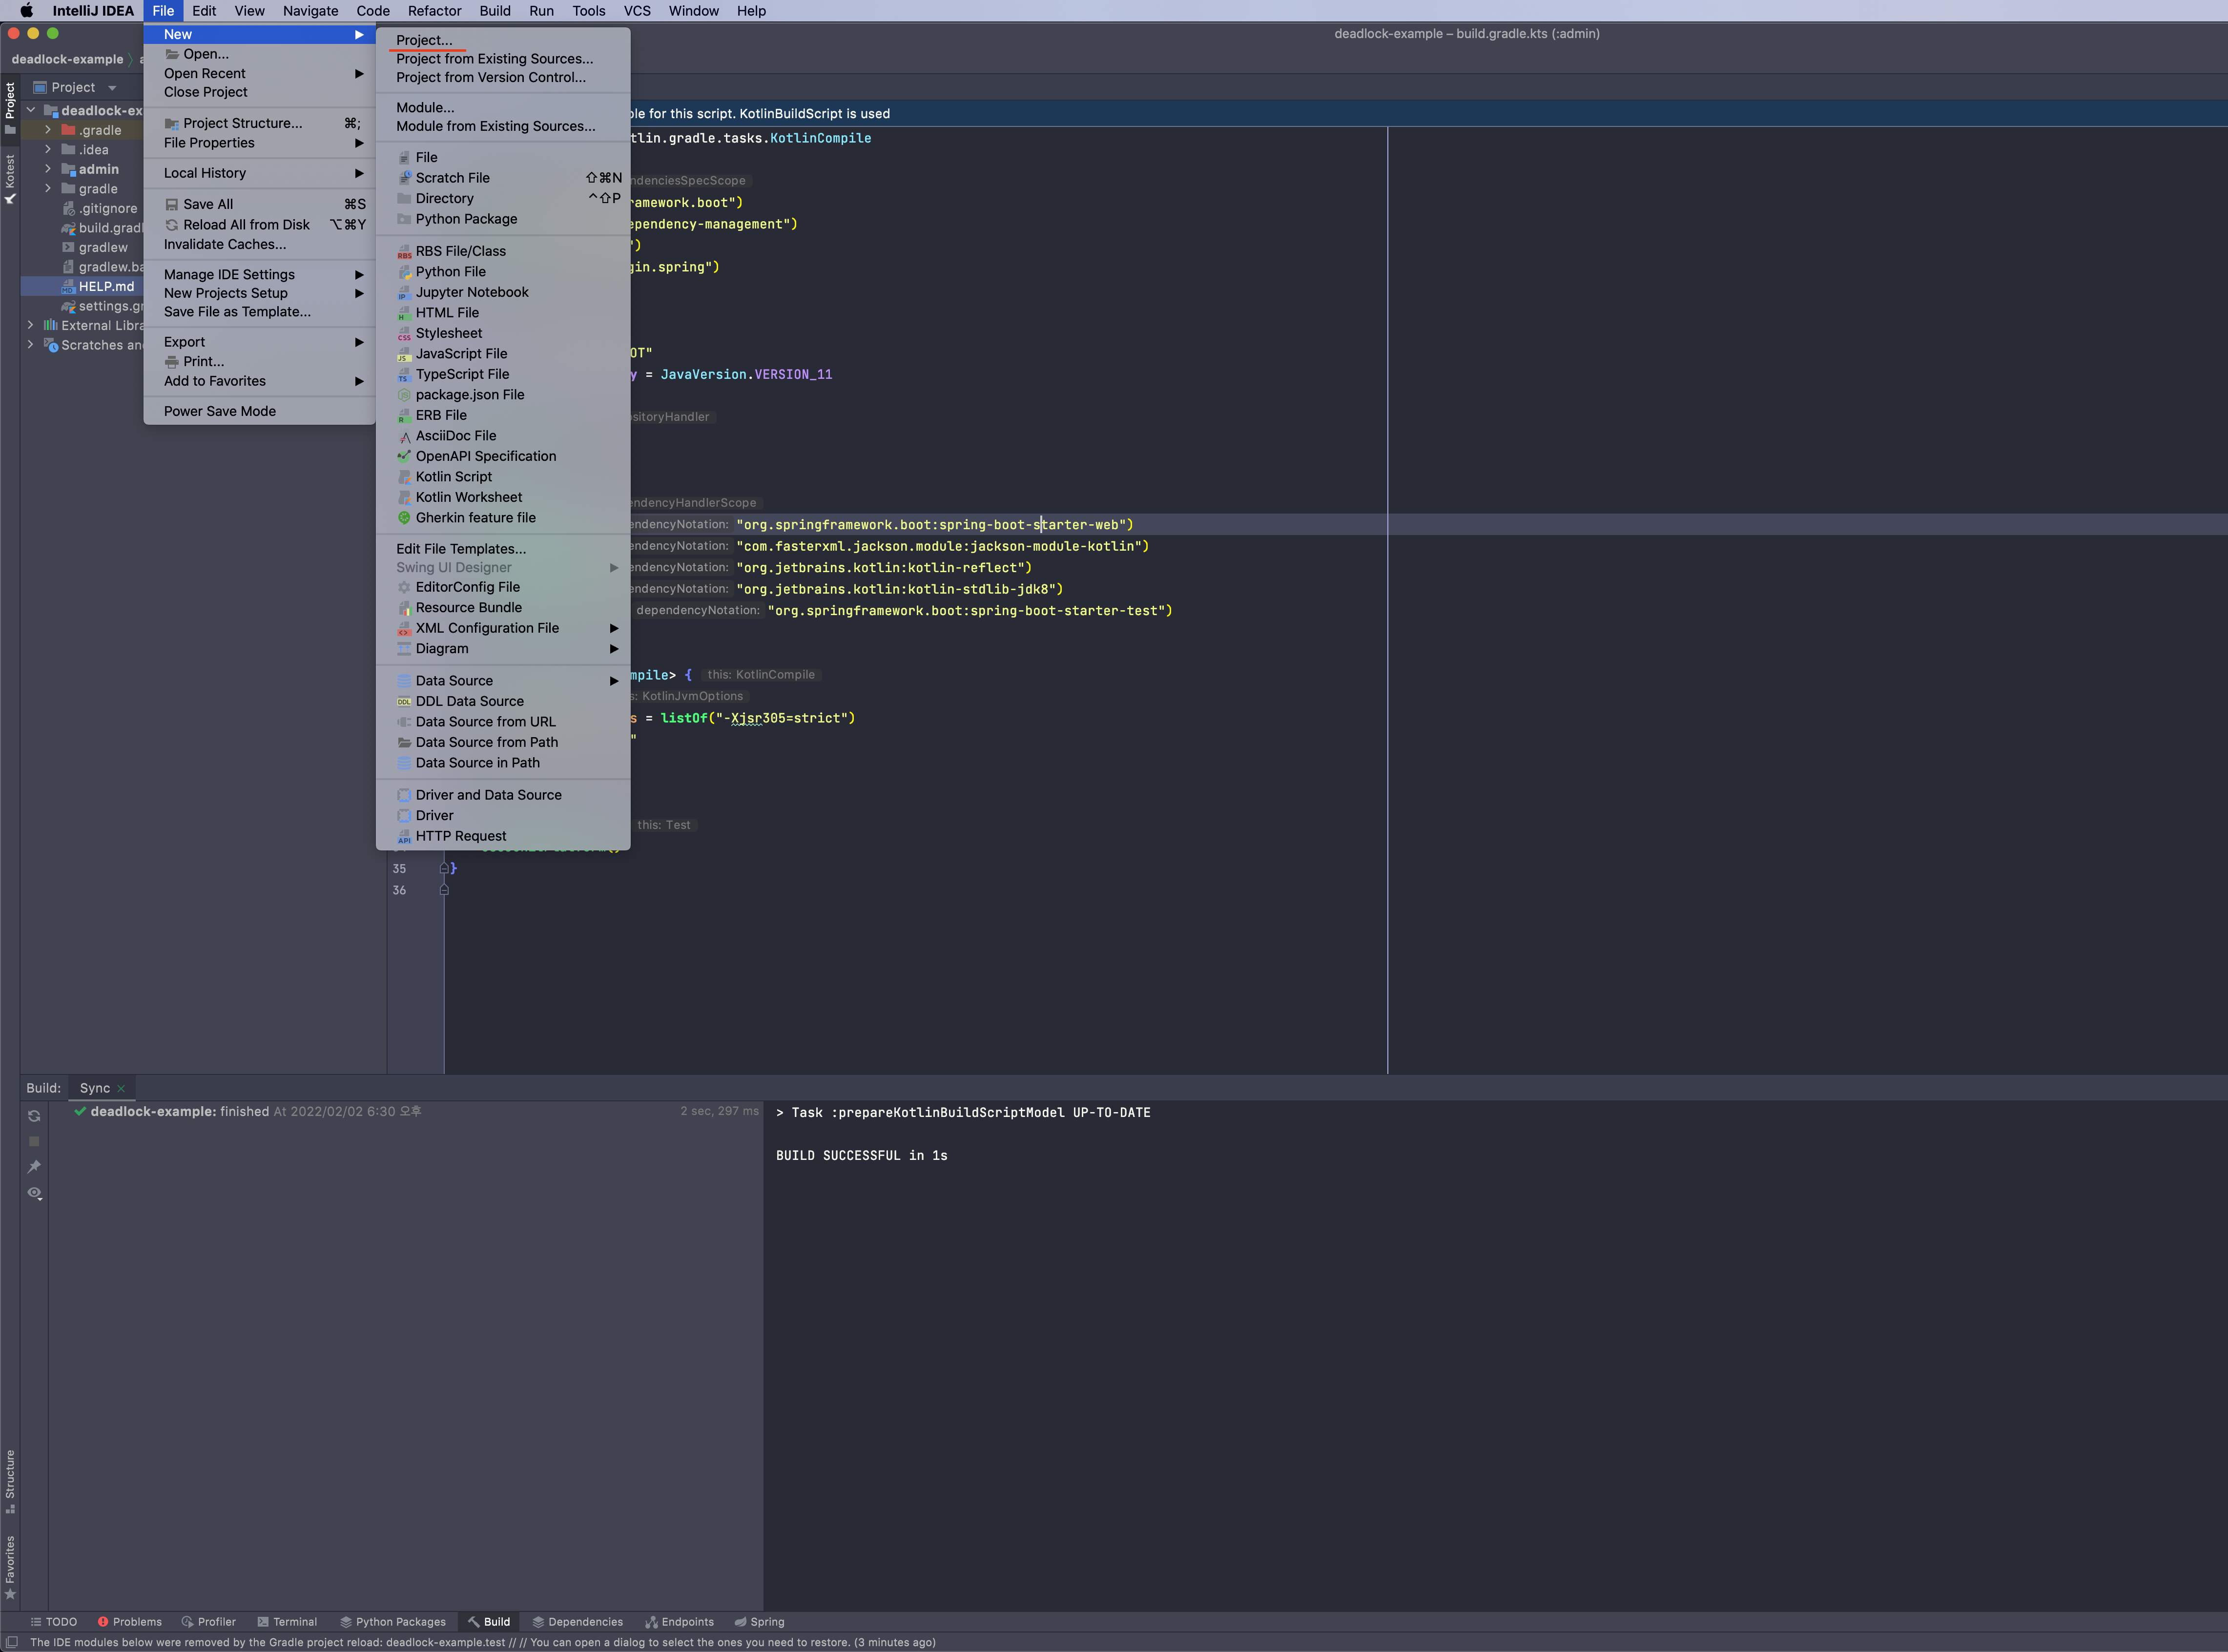 IntelliJ IDEA File Edit View Navigate Code Refactor Build Run Tools VCS Window Help
deadlock-example – build.gradle.kts (:admin)
deadlock-example
Project
deadlock-ex
.gradle
.idea
admin
gradle
.gitignore
build.grad
gradlew
gradlew.ba
HELP.md
settings.gr
External Libra
Scratches an
Project
Kotest
Structure
Favorites
New
Open...
Open Recent
Close Project
Project Structure... ⌘;
File Properties
Local History
Save All ⌘S
Reload All from Disk ⌥⌘Y
Invalidate Caches...
Manage IDE Settings
New Projects Setup
Save File as Template...
Export
Print...
Add to Favorites
Power Save Mode
Project...
Project from Existing Sources...
Project from Version Control...
Module...
Module from Existing Sources...
File
Scratch File ⇧⌘N
Directory ^⇧P
Python Package
RBS File/Class
Python File
Jupyter Notebook
HTML File
Stylesheet
JavaScript File
TypeScript File
package.json File
ERB File
AsciiDoc File
OpenAPI Specification
Kotlin Script
Kotlin Worksheet
Gherkin feature file
Edit File Templates...
Swing UI Designer
EditorConfig File
Resource Bundle
XML Configuration File
Diagram
Data Source
DDL Data Source
Data Source from URL
Data Source from Path
Data Source in Path
Driver and Data Source
Driver
HTTP Request
ble for this script. KotlinBuildScript is used
tlin.gradle.tasks.KotlinCompile
ndenciesSpecScope
ramework.boot")
ependency-management")
")
gin.spring")
OT"
y = JavaVersion.VERSION_11
ositoryHandler
endencyHandlerScope
endencyNotation: "org.springframework.boot:spring-boot-starter-web")
endencyNotation: "com.fasterxml.jackson.module:jackson-module-kotlin")
endencyNotation: "org.jetbrains.kotlin:kotlin-reflect")
endencyNotation: "org.jetbrains.kotlin:kotlin-stdlib-jdk8")
dependencyNotation: "org.springframework.boot:spring-boot-starter-test")
mpile> { this: KotlinCompile
s: KotlinJvmOptions
s = listOf("-Xjsr305=strict")
"
this: Test
35 }
36
Build: Sync ×
deadlock-example: finished At 2022/02/02 6:30 오후 2 sec, 297 ms
> Task :prepareKotlinBuildScriptModel UP-TO-DATE
BUILD SUCCESSFUL in 1s
TODO Problems Profiler Terminal Python Packages Build Dependencies Endpoints Spring
The IDE modules below were removed by the Gradle project reload: deadlock-example.test // // You can open a dialog to select the ones you need to restore. (3 minutes ago)